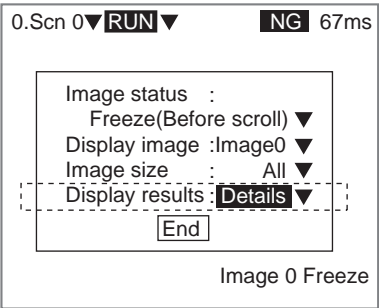 0.Scn 0▼ RUN ▼ NG 67ms
Image status :
Freeze(Before scroll) ▼
Display image :Image0 ▼
Image size : All ▼
Display results : Details ▼
End
Image 0 Freeze